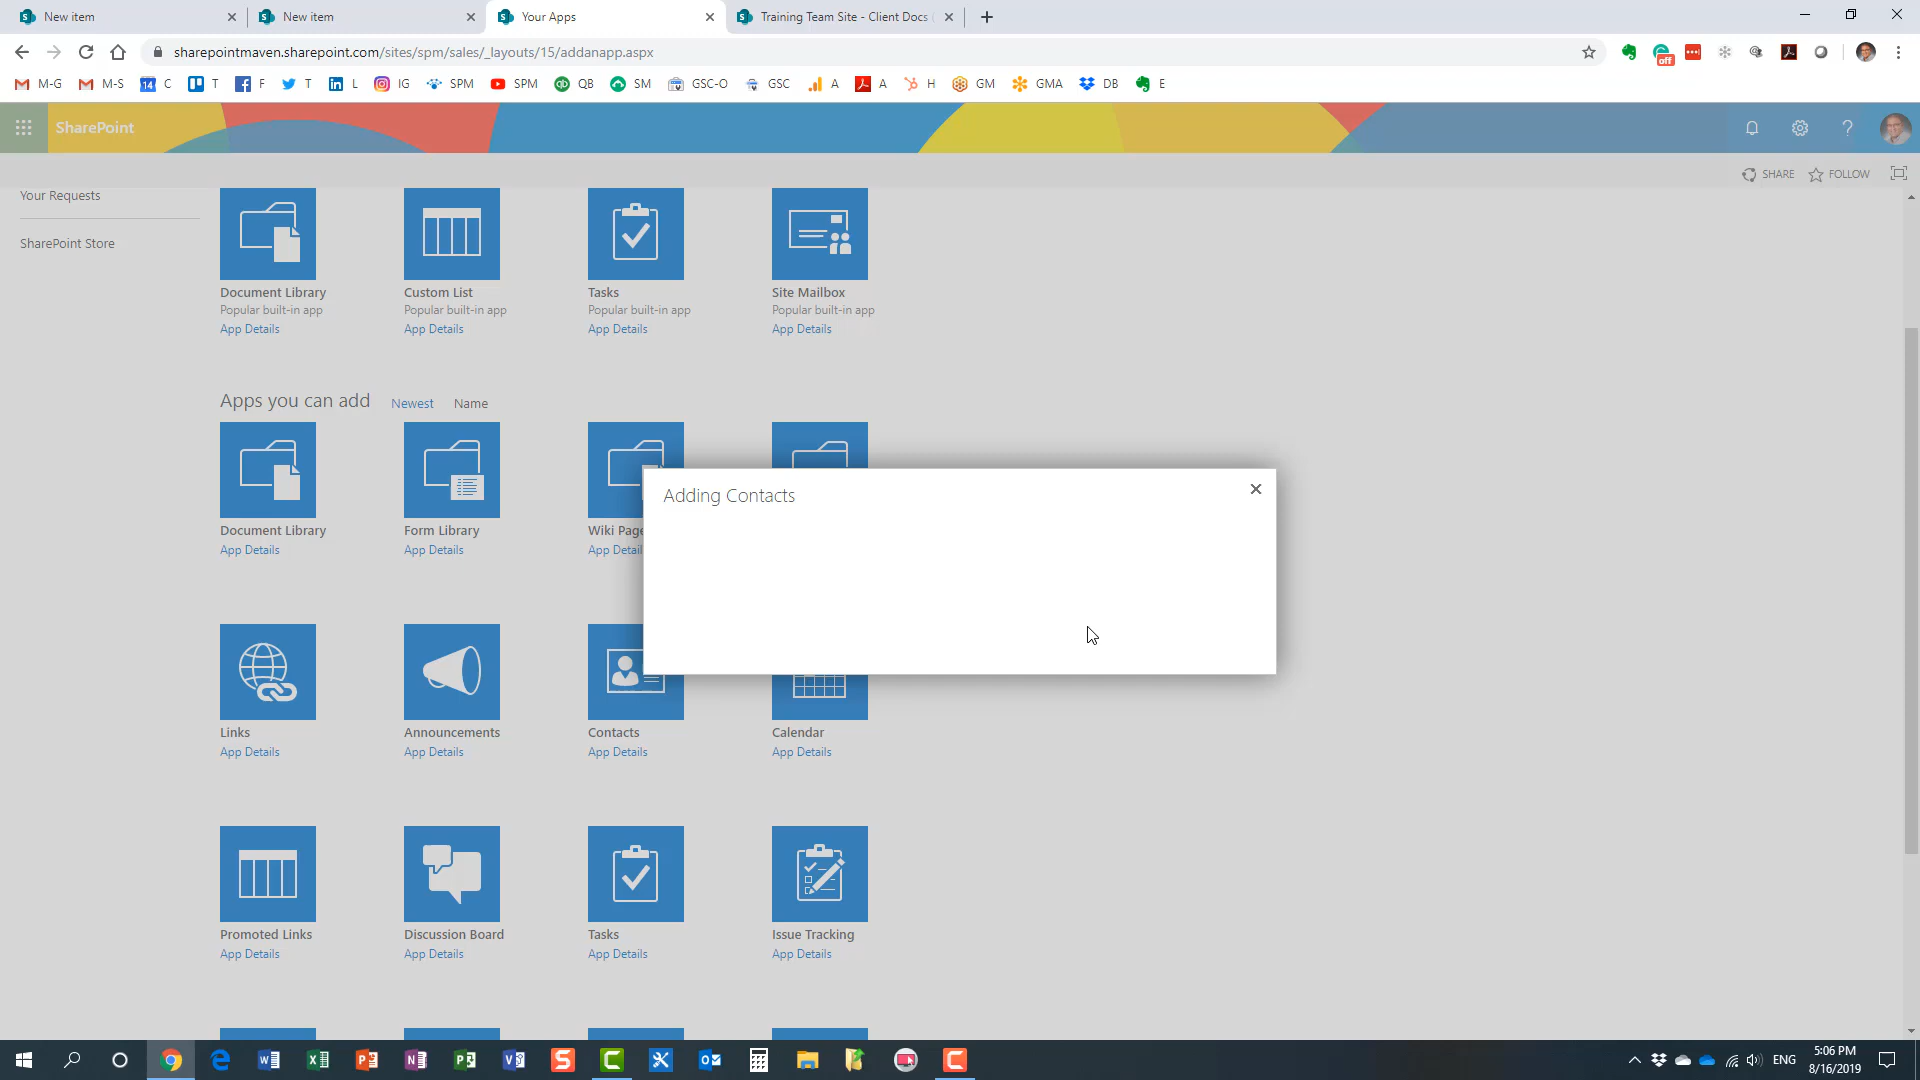 New item
New item
Your Apps
Training Team Site - Client Docs
sharepointmaven.sharepoint.com/sites/spm/sales/_layouts/15/addanapp.aspx
off
M-G
M-S
14
C
T
F
T
L
IG
SPM
SPM
QB
SM
GSC-O
GSC
A
A
H
GM
GMA
DB
E
SharePoint
SHARE
FOLLOW
Your Requests
SharePoint Store
Document Library
Popular built-in app
App Details
Custom List
Popular built-in app
App Details
Tasks
Popular built-in app
App Details
Site Mailbox
Popular built-in app
App Details
Apps you can add
Newest
Name
Document Library
App Details
Form Library
App Details
Wiki Page
App Detail
Adding Contacts
Links
App Details
Announcements
App Details
Contacts
App Details
Calendar
App Details
Promoted Links
App Details
Discussion Board
App Details
Tasks
App Details
Issue Tracking
App Details
ENG
5:06 PM
8/16/2019